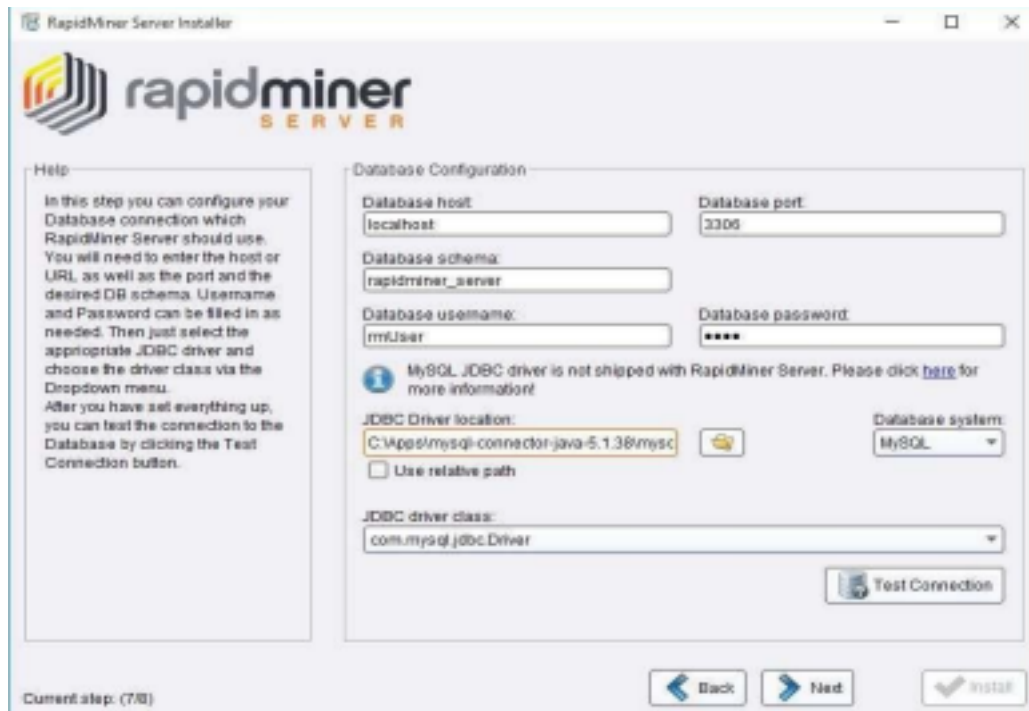 RapidMiner Server Installer
rapidminer
SERVER
Help
In this step you can configure your
Database connection which
RapidMiner Server should use.
You will need to enter the host or
URL as well as the port and the
desired DB schema. Username
and Password can be filled in as
needed. Then just select the
appriopriate JDBC driver and
choose the driver class via the
Dropdown menu.
After you have set everything up,
you can test the connection to the
Database by clicking the Test
Connection button.
Database Configuration
Database host:
Database port:
localhost
3306
Database schema:
rapidminer_server
Database username:
Database password:
rmUser
••••
MySQL JDBC driver is not shipped with RapidMiner Server. Please click here for
more information!
JDBC Driver location:
Database system:
C:\Apps\mysql-connector-java-5.1.38\mysc
MySQL
Use relative path
JDBC driver class:
com.mysql.jdbc.Driver
Test Connection
Current step: (7/8)
Back
Next
Install